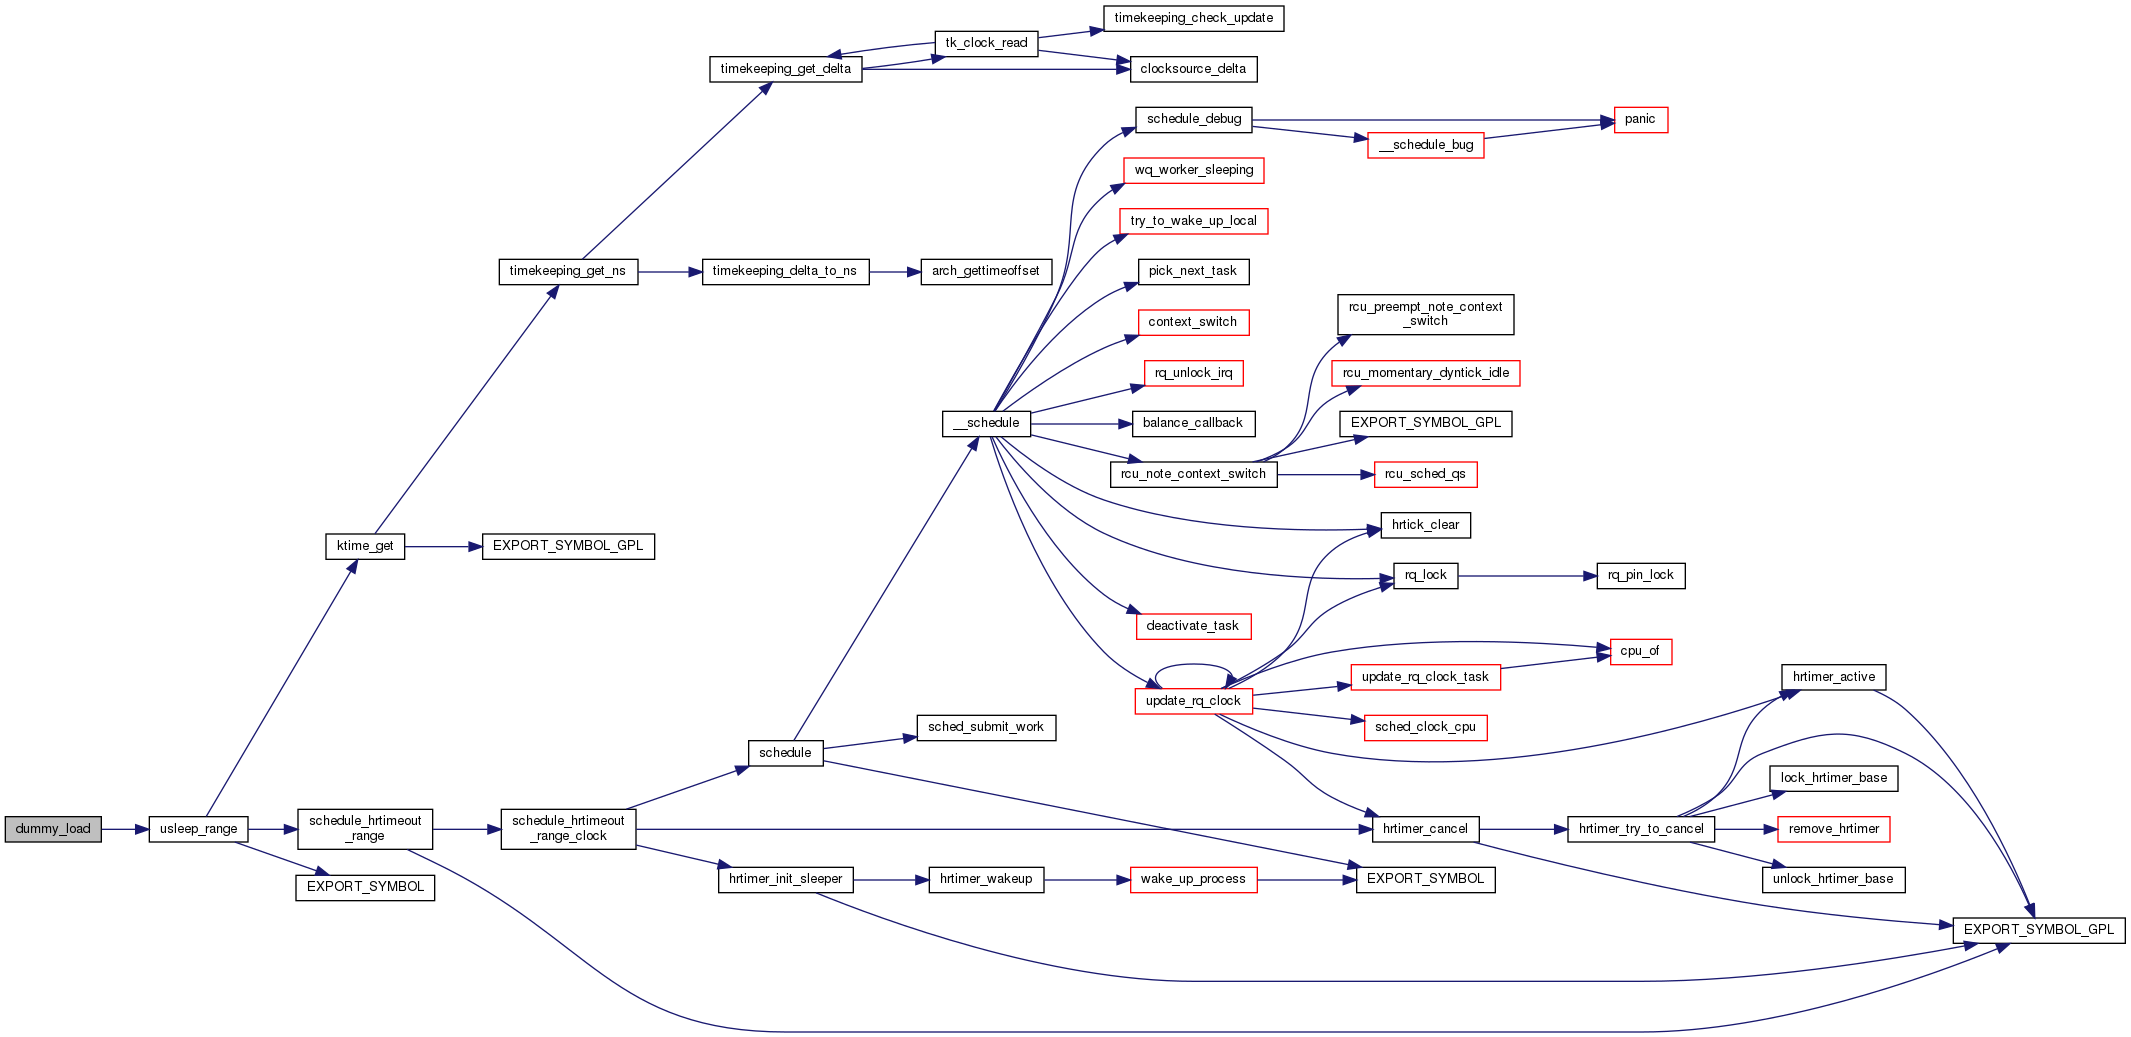 timekeeping_check_update
tk_clock_read
timekeeping_get_delta
clocksource_delta
schedule_debug
panic
__schedule_bug
wq_worker_sleeping
try_to_wake_up_local
timekeeping_get_ns
timekeeping_delta_to_ns
arch_gettimeoffset
pick_next_task
rcu_preempt_note_context
_switch
context_switch
rq_unlock_irq
rcu_momentary_dyntick_idle
__schedule
balance_callback
EXPORT_SYMBOL_GPL
rcu_note_context_switch
rcu_sched_qs
hrtick_clear
ktime_get
EXPORT_SYMBOL_GPL
rq_lock
rq_pin_lock
deactivate_task
cpu_of
update_rq_clock_task
hrtimer_active
update_rq_clock
sched_clock_cpu
sched_submit_work
schedule
lock_hrtimer_base
dummy_load
usleep_range
schedule_hrtimeout
_range
schedule_hrtimeout
_range_clock
hrtimer_cancel
hrtimer_try_to_cancel
remove_hrtimer
EXPORT_SYMBOL
hrtimer_init_sleeper
hrtimer_wakeup
wake_up_process
EXPORT_SYMBOL
unlock_hrtimer_base
EXPORT_SYMBOL_GPL